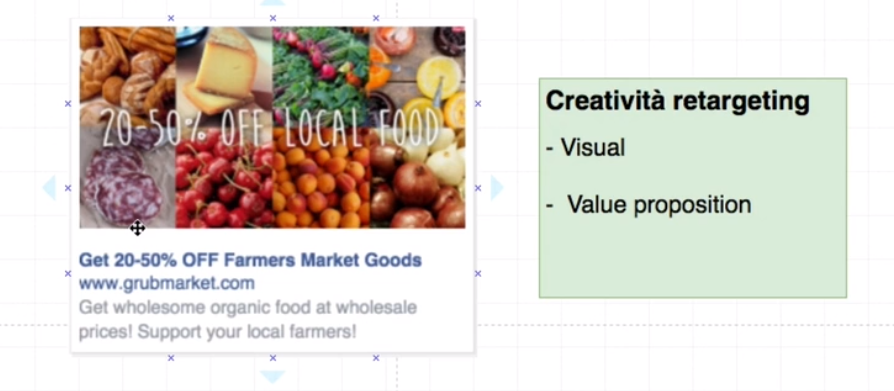 20-50% OFF LOCAL FOOD
Get 20-50% OFF Farmers Market Goods
www.grubmarket.com
Get wholesome organic food at wholesale
prices! Support your local farmers!
Creatività retargeting
- Visual
- Value proposition